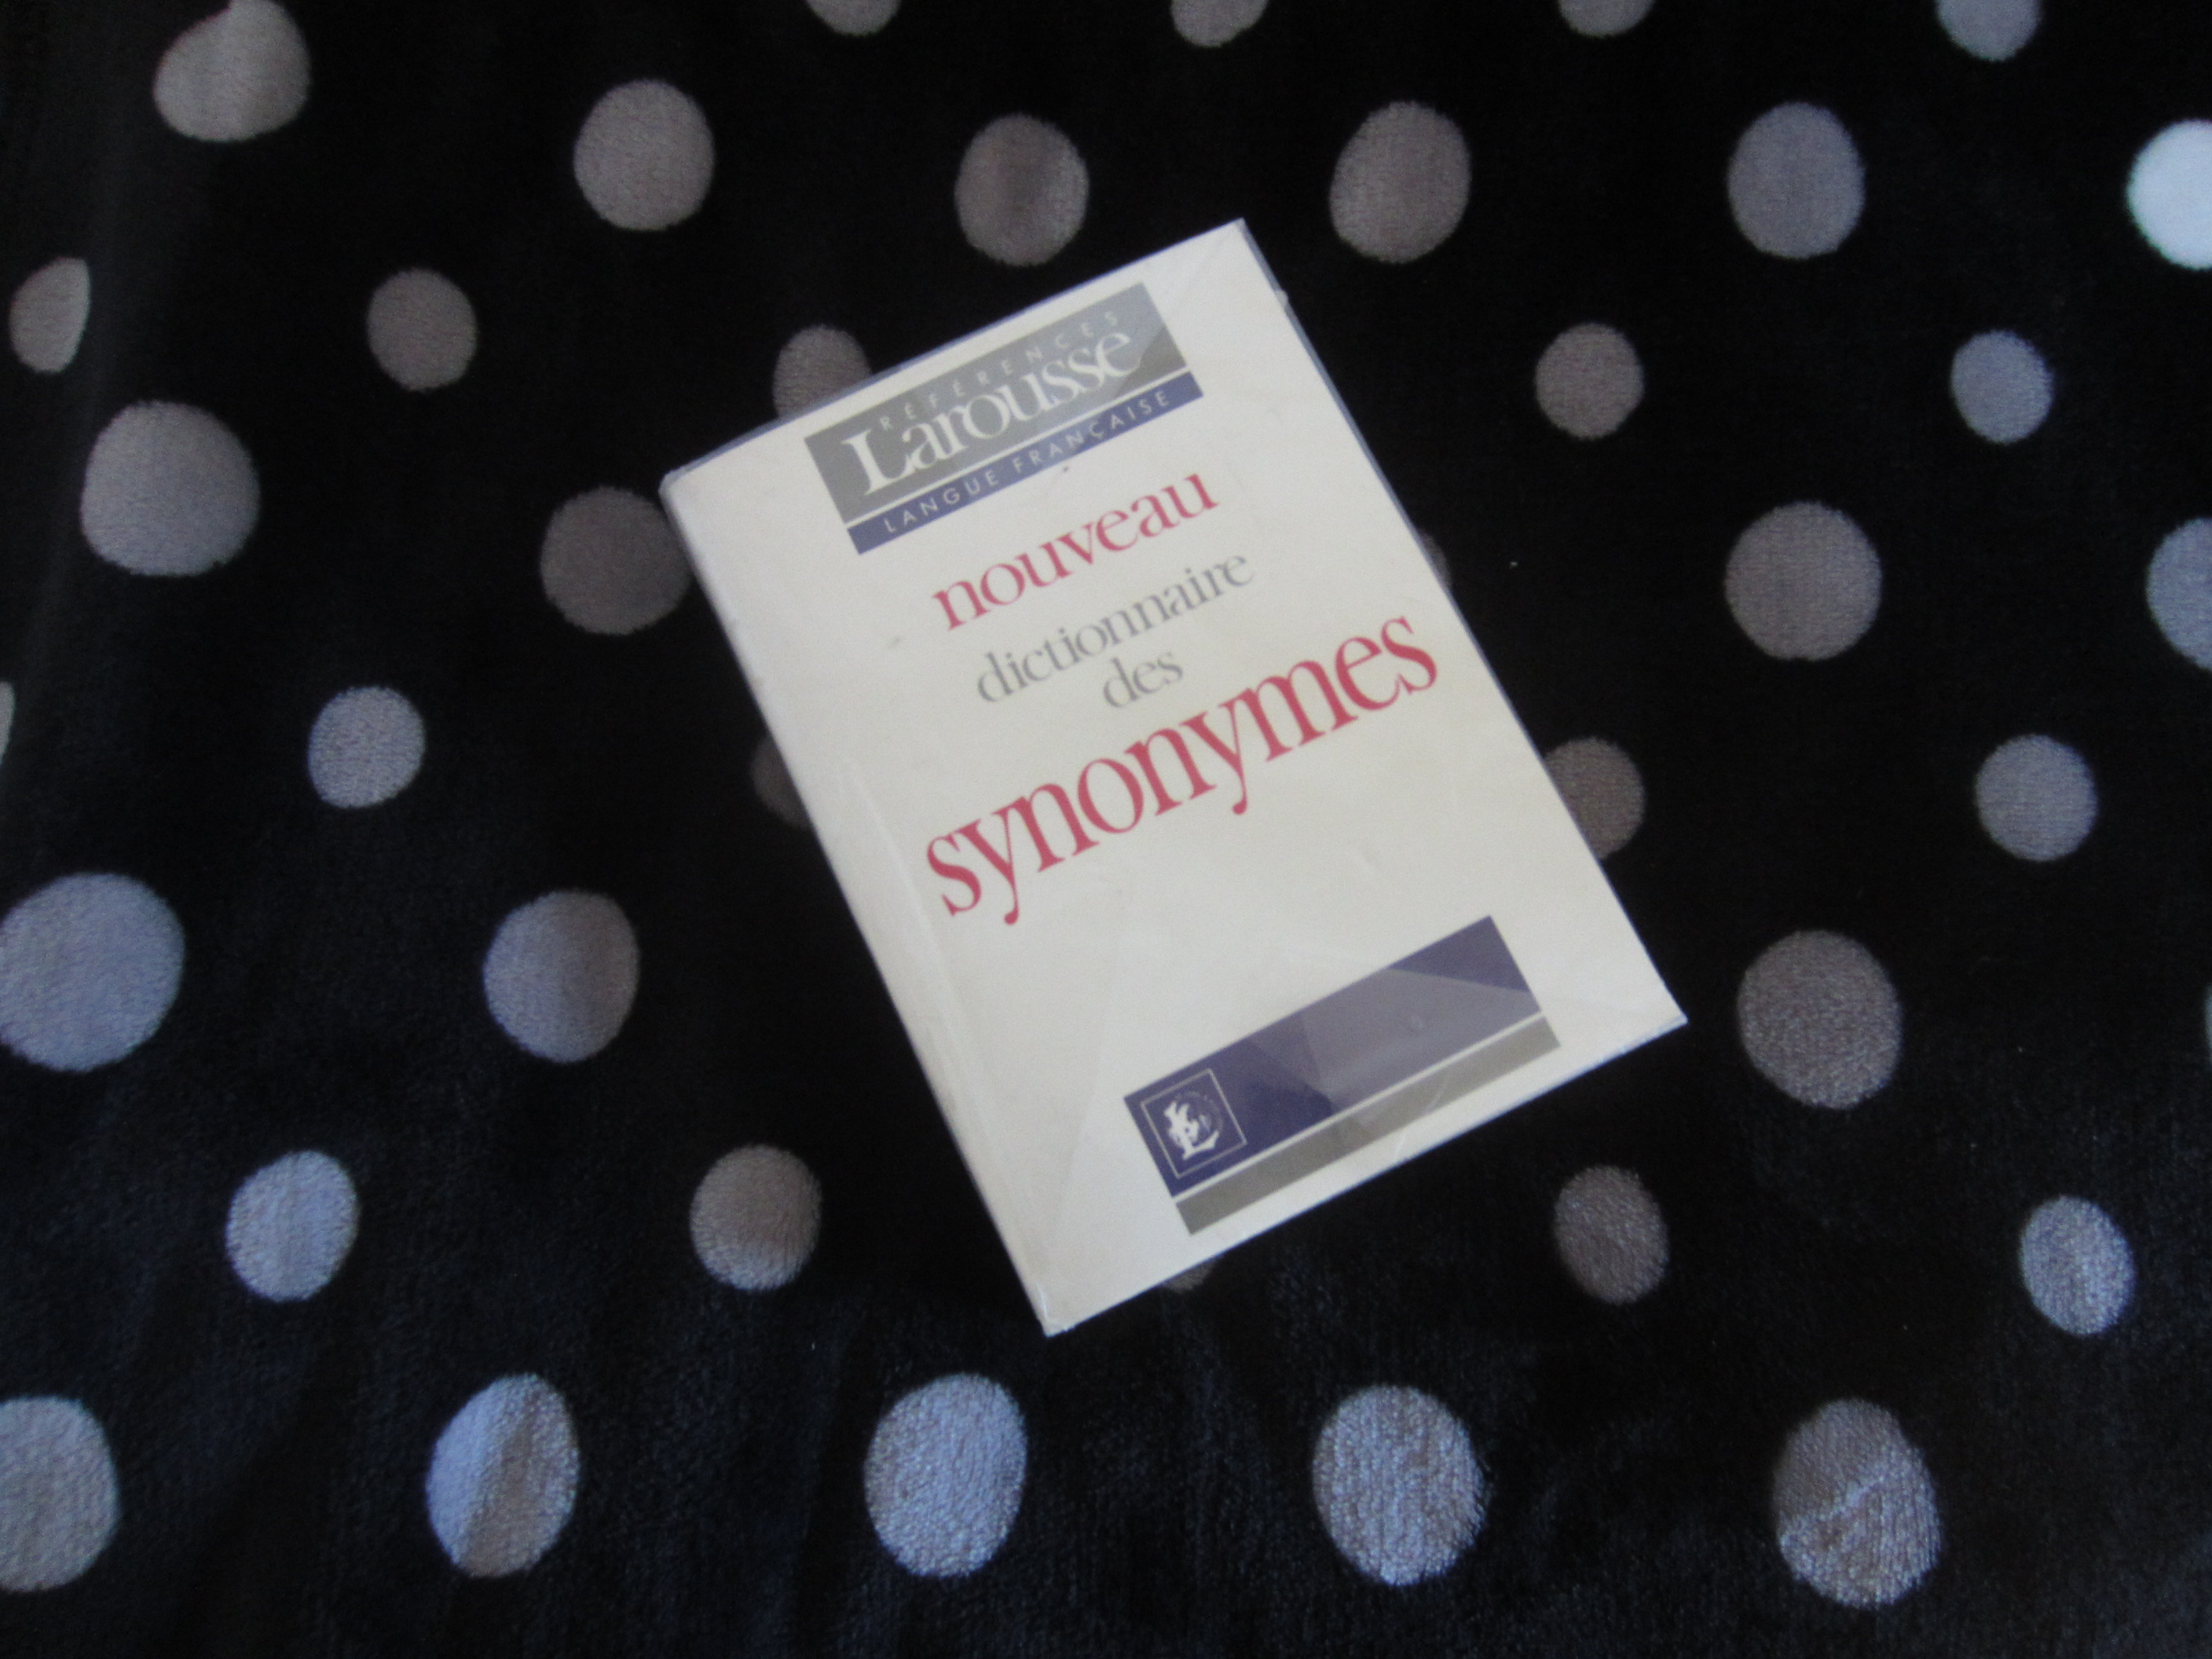 RÉFÉRENCES
Larousse
LANGUE FRANÇAISE
nouveau
dictionnaire
des
synonymes